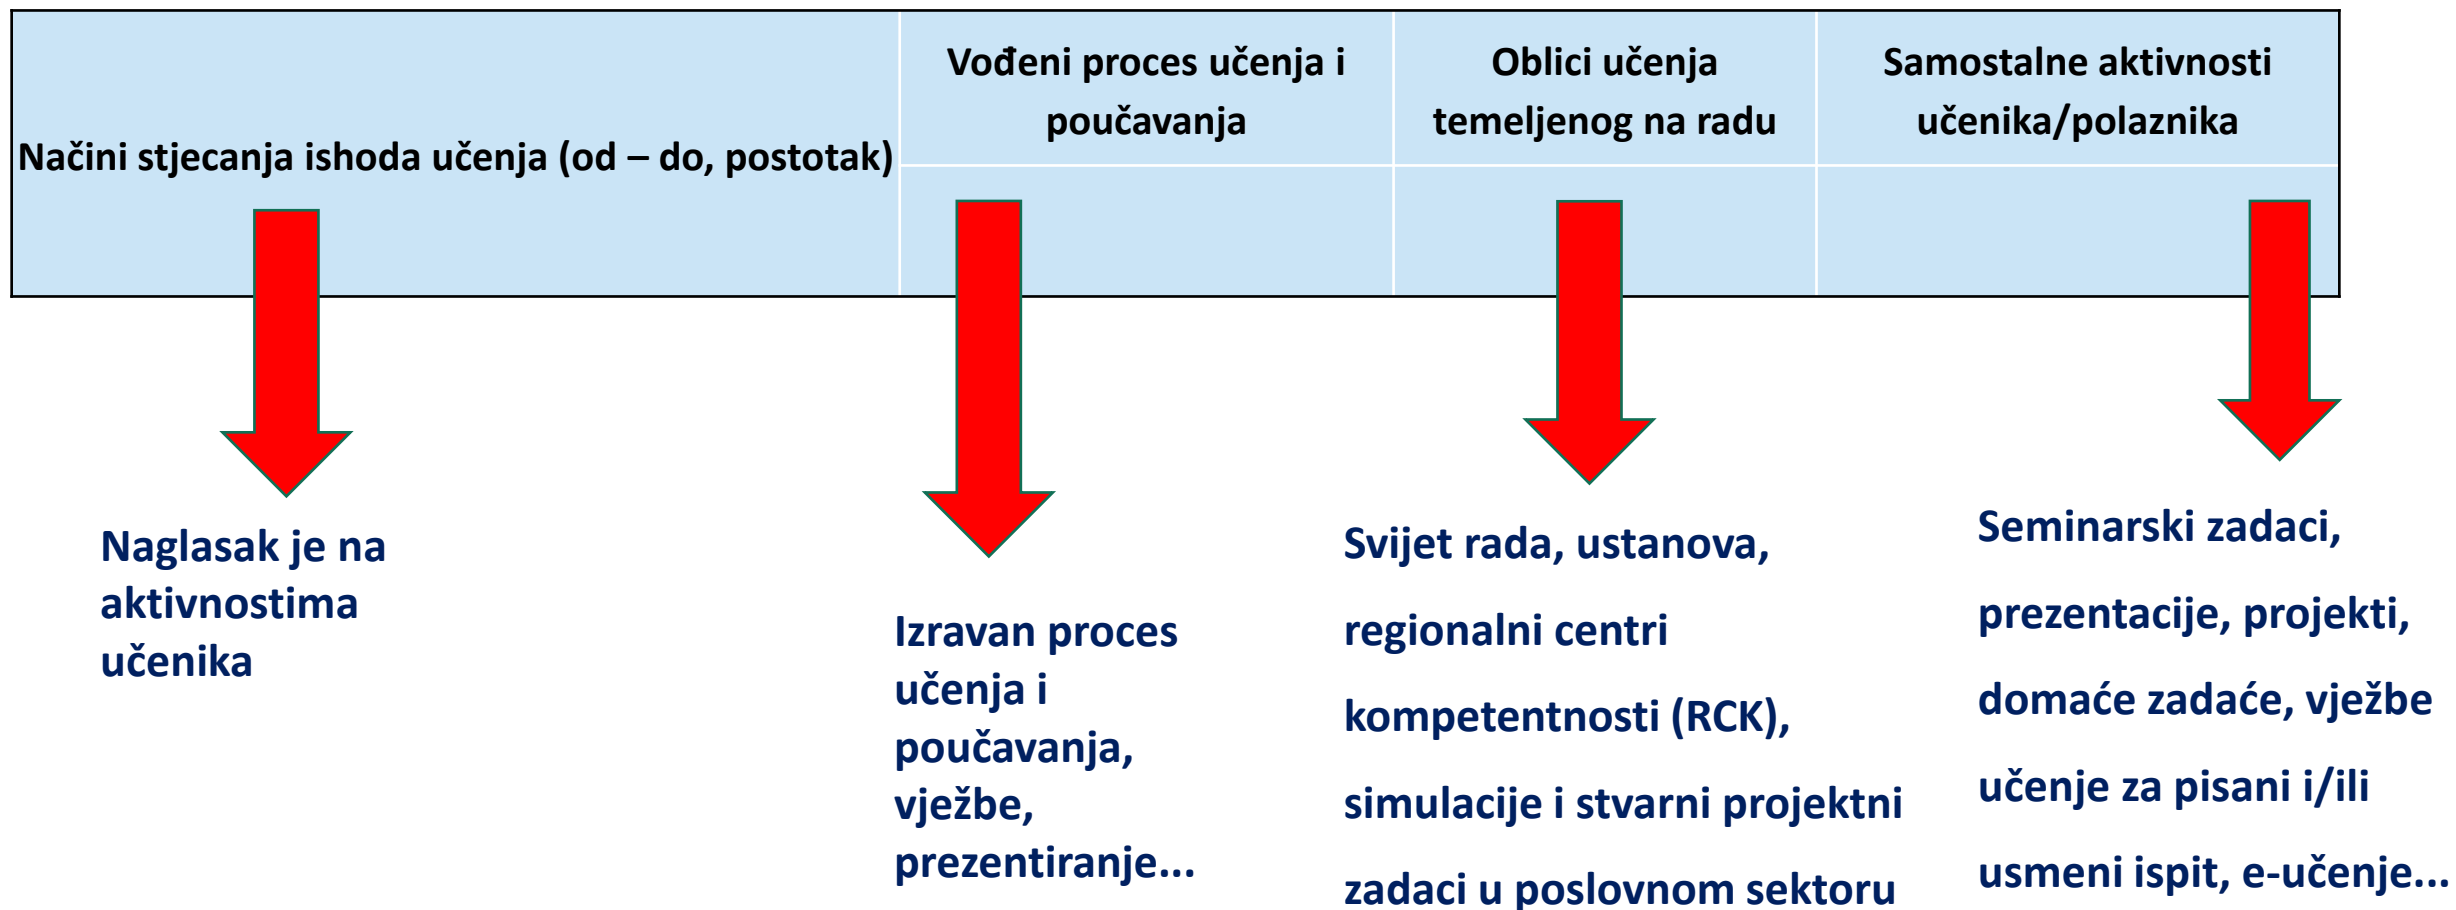 Načini stjecanja ishoda učenja (od – do, postotak)
Vođeni proces učenja i
poučavanja
Oblici učenja
temeljenog na radu
Samostalne aktivnosti
učenika/polaznika
Naglasak je na
aktivnostima
učenika
Izravan proces
učenja i
poučavanja,
vježbe,
prezentiranje...
Svijet rada, ustanova,
regionalni centri
kompetentnosti (RCK),
simulacije i stvarni projektni
zadaci u poslovnom sektoru
Seminarski zadaci,
prezentacije, projekti,
domaće zadaće, vježbe
učenje za pisani i/ili
usmeni ispit, e-učenje...